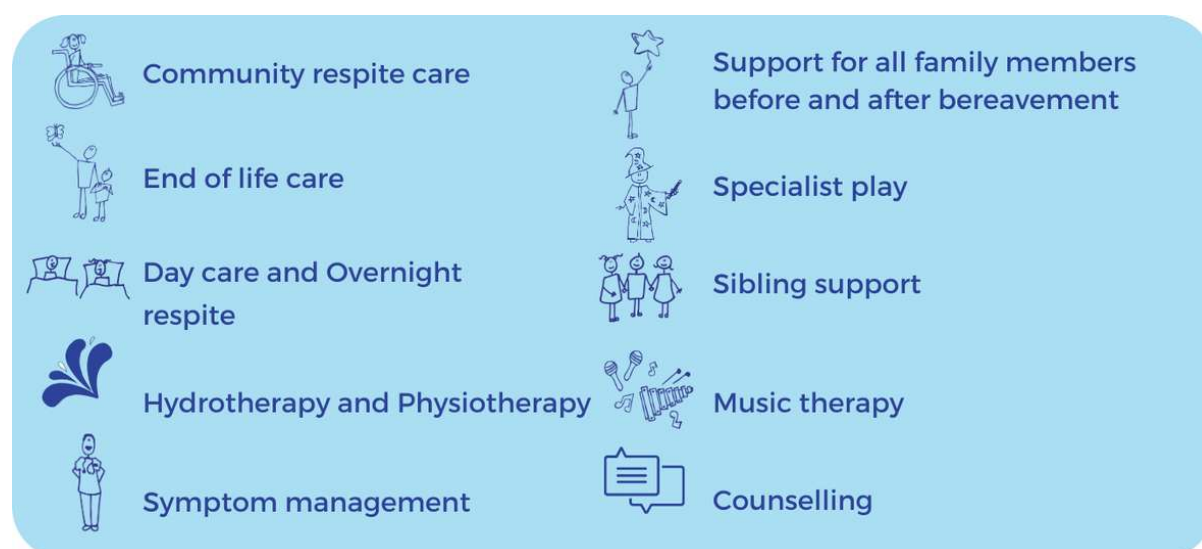 Community respite care
End of life care
Day care and Overnight
respite
Hydrotherapy and Physiotherapy
Symptom management
Support for all family members
before and after bereavement
Specialist play
Sibling support
Music therapy
Counselling